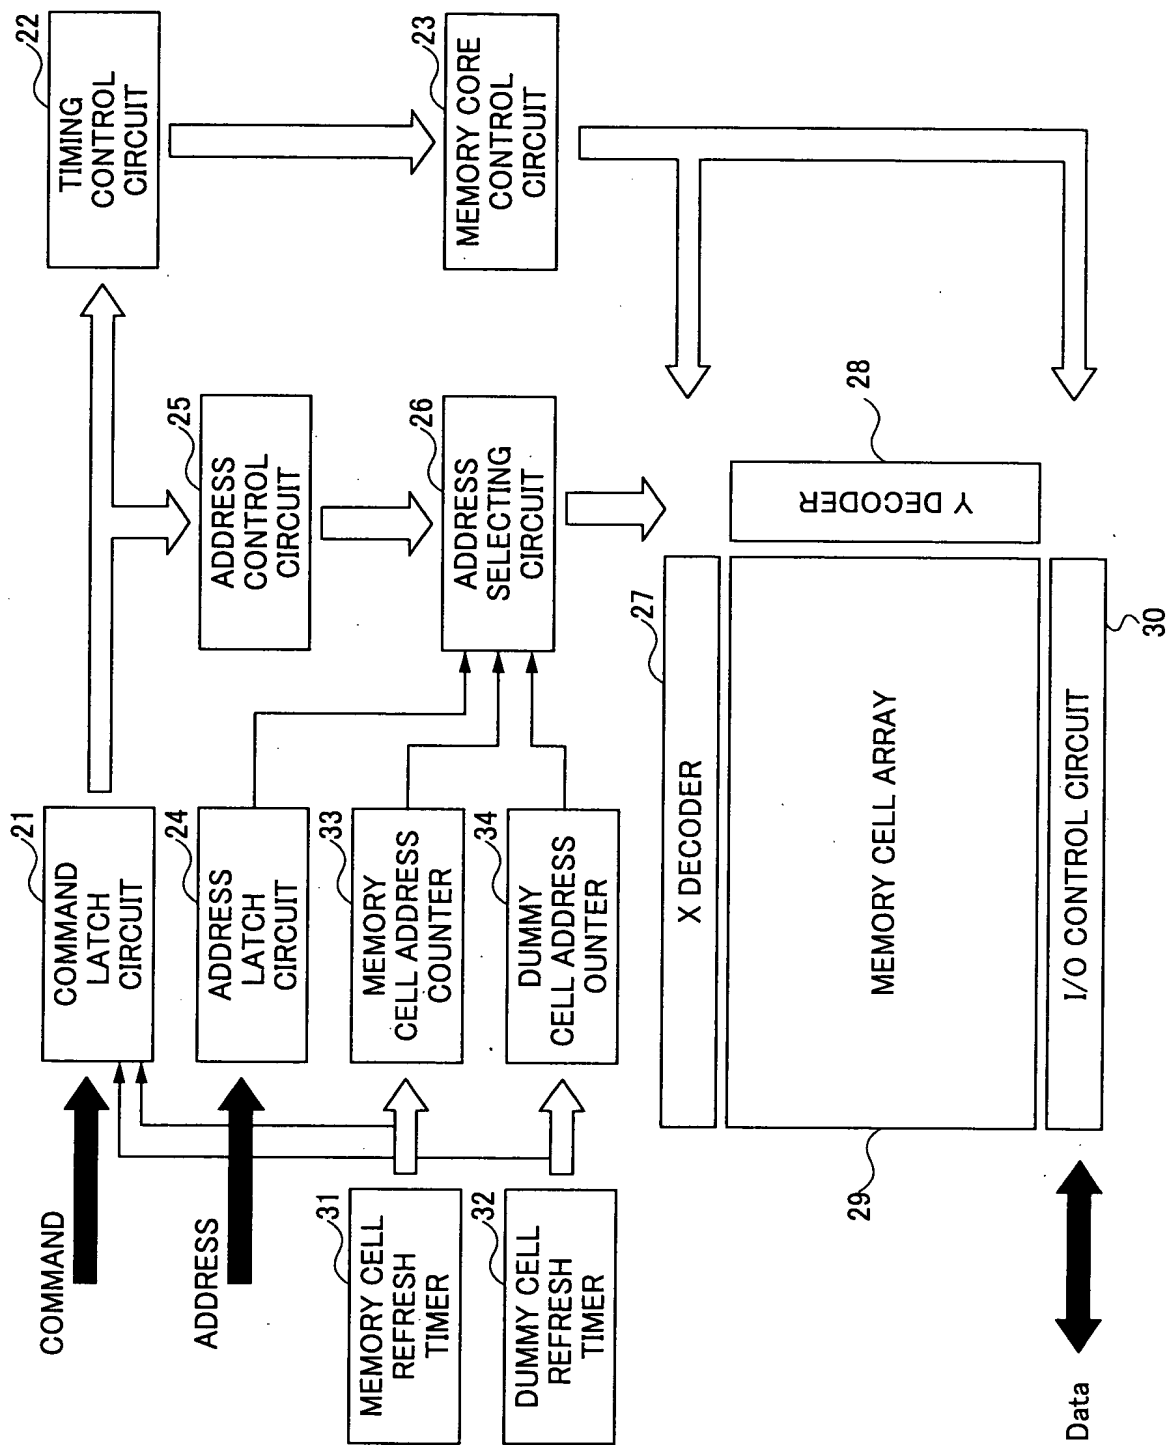 COMMAND
ADDRESS
21
COMMAND
LATCH
CIRCUIT
22
TIMING
CONTROL
CIRCUIT
24
ADDRESS
LATCH
CIRCUIT
25
ADDRESS
CONTROL
CIRCUIT
31
MEMORY CELL
REFRESH
TIMER
33
MEMORY
CELL ADDRESS
COUNTER
26
ADDRESS
SELECTING
CIRCUIT
23
MEMORY CORE
CONTROL
CIRCUIT
32
DUMMY CELL
REFRESH
TIMER
34
DUMMY
CELL ADDRESS
OUNTER
27
X DECODER
28
Y DECODER
29
MEMORY CELL ARRAY
I/O CONTROL CIRCUIT
30
Data